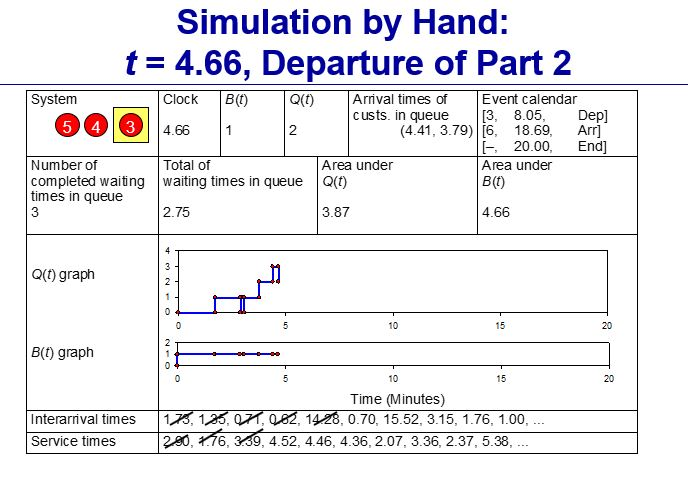 Simulation by Hand:
t = 4.66, Departure of Part 2
System
5 4 3
Clock
4.66
B(t)
1
Q(t)
2
Arrival times of
custs. in queue
(4.41, 3.79)
Event calendar
[3, 8.05, Dep]
[6, 18.69, Arr]
[–, 20.00, End]
Number of
completed waiting
times in queue
3
Total of
waiting times in queue
2.75
Area under
Q(t)
3.87
Area under
B(t)
4.66
Q(t) graph
4
3
2
1
0
0 5 10 15 20
B(t) graph
2
1
0
0 5 10 15 20
Time (Minutes)
Interarrival times 1.73, 1.35, 0.71, 0.62, 14.28, 0.70, 15.52, 3.15, 1.76, 1.00, ...
Service times 2.90, 1.76, 3.39, 4.52, 4.46, 4.36, 2.07, 3.36, 2.37, 5.38, ...